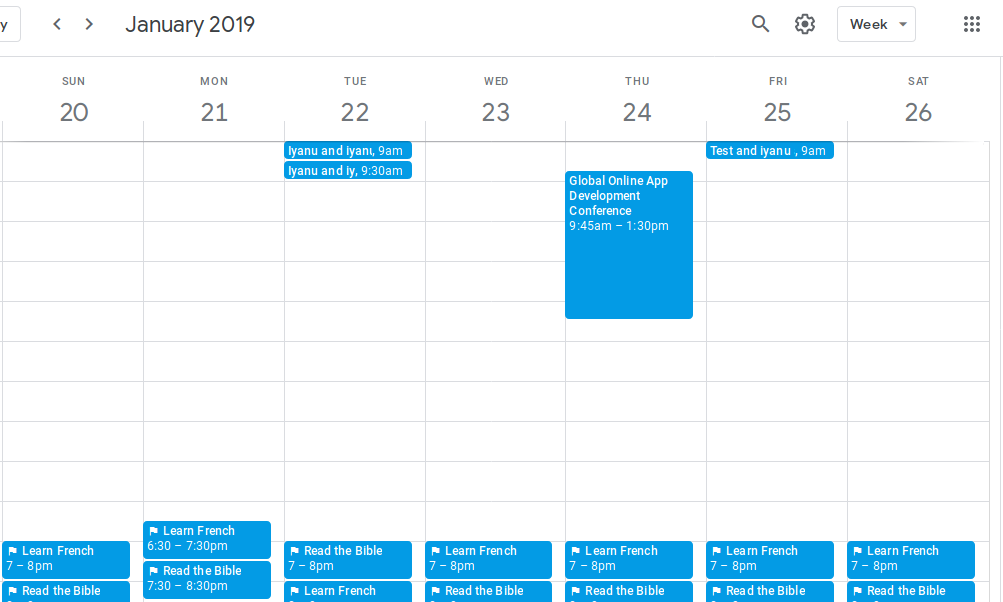 y
January 2019
Week
SUN MON TUE WED THU FRI SAT
20 21 22 23 24 25 26
Iyanu and Iyanu, 9am
Iyanu and Iy, 9:30am
Global Online App
Development
Conference
9:45am – 1:30pm
Test and Iyanu , 9am
Learn French
7 – 8pm
Read the Bible
Learn French
6:30 – 7:30pm
Read the Bible
7:30 – 8:30pm
Read the Bible
7 – 8pm
Learn French
Learn French
7 – 8pm
Read the Bible
Learn French
7 – 8pm
Read the Bible
Learn French
7 – 8pm
Read the Bible
Learn French
7 – 8pm
Read the Bible